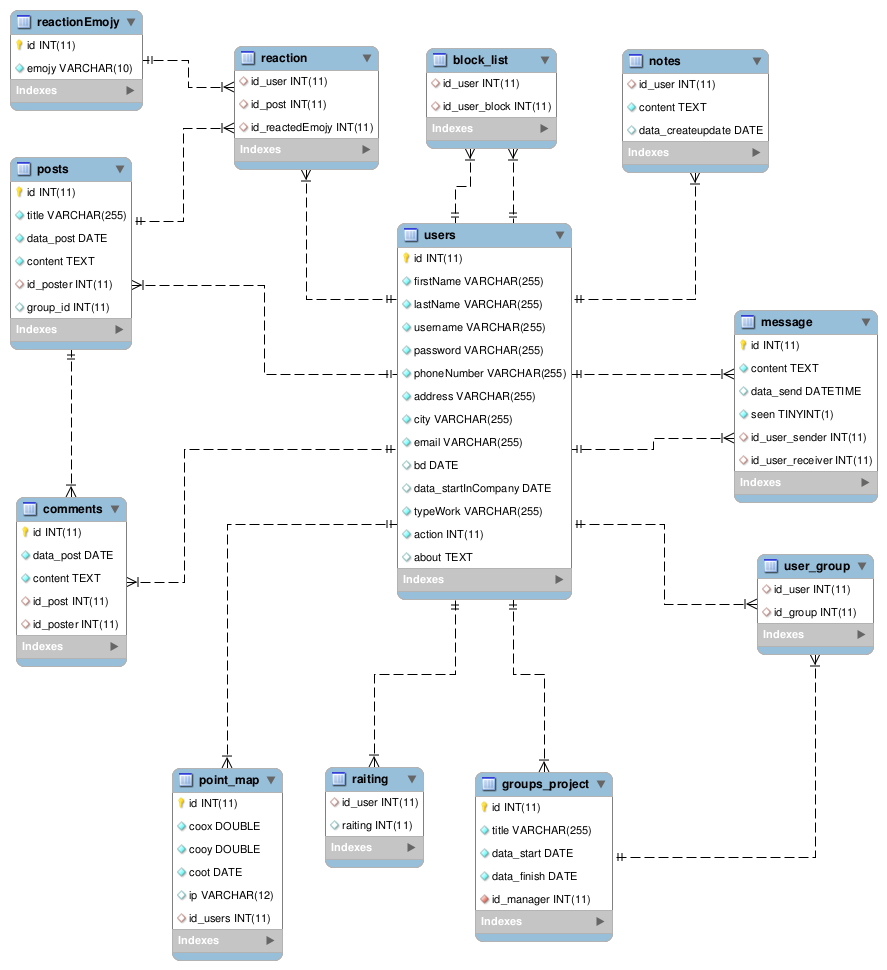 reactionEmojy
id INT(11)
emojy VARCHAR(10)
Indexes
reaction
id_user INT(11)
id_post INT(11)
id_reactedEmojy INT(11)
Indexes
block_list
id_user INT(11)
id_user_block INT(11)
Indexes
notes
id_user INT(11)
content TEXT
data_createupdate DATE
Indexes
posts
id INT(11)
title VARCHAR(255)
data_post DATE
content TEXT
id_poster INT(11)
group_id INT(11)
Indexes
users
id INT(11)
firstName VARCHAR(255)
lastName VARCHAR(255)
username VARCHAR(255)
password VARCHAR(255)
phoneNumber VARCHAR(255)
address VARCHAR(255)
city VARCHAR(255)
email VARCHAR(255)
bd DATE
data_startInCompany DATE
typeWork VARCHAR(255)
action INT(11)
about TEXT
Indexes
message
id INT(11)
content TEXT
data_send DATETIME
seen TINYINT(1)
id_user_sender INT(11)
id_user_receiver INT(11)
Indexes
comments
id INT(11)
data_post DATE
content TEXT
id_post INT(11)
id_poster INT(11)
Indexes
user_group
id_user INT(11)
id_group INT(11)
Indexes
point_map
id INT(11)
coox DOUBLE
cooy DOUBLE
coot DATE
ip VARCHAR(12)
id_users INT(11)
Indexes
raiting
id_user INT(11)
raiting INT(11)
Indexes
groups_project
id INT(11)
title VARCHAR(255)
data_start DATE
data_finish DATE
id_manager INT(11)
Indexes